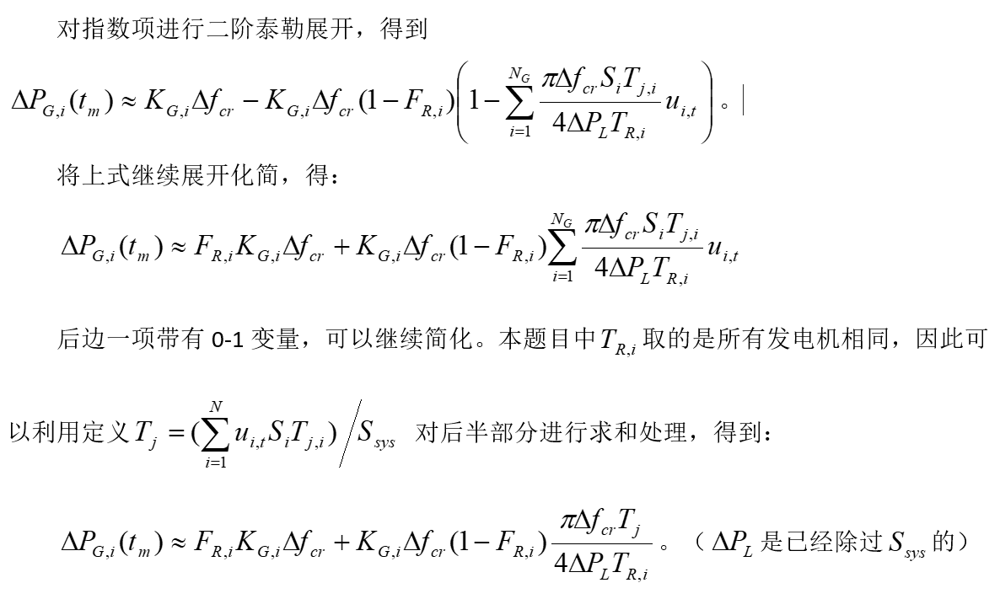 对指数项进行二阶泰勒展开，得到
$\Delta P_{G,i}(t_m) \approx K_{G,i}\Delta f_{cr} - K_{G,i}\Delta f_{cr}(1-F_{R,i})\left(1-\sum_{i=1}^{N_G}\frac{\pi\Delta f_{cr}S_iT_{j,i}}{4\Delta P_LT_{R,i}}u_{i,t}\right)$。
将上式继续展开化简，得：
$\Delta P_{G,i}(t_m) \approx F_{R,i}K_{G,i}\Delta f_{cr} + K_{G,i}\Delta f_{cr}(1-F_{R,i})\sum_{i=1}^{N_G}\frac{\pi\Delta f_{cr}S_iT_{j,i}}{4\Delta P_LT_{R,i}}u_{i,t}$
后边一项带有 0-1 变量，可以继续简化。本题目中$T_{R,i}$取的是所有发电机相同，因此可
以利用定义$T_j = (\sum_{i=1}^{N}u_{i,t}S_iT_{j,i})/S_{sys}$ 对后半部分进行求和处理，得到：
$\Delta P_{G,i}(t_m) \approx F_{R,i}K_{G,i}\Delta f_{cr} + K_{G,i}\Delta f_{cr}(1-F_{R,i})\frac{\pi\Delta f_{cr}T_j}{4\Delta P_LT_{R,i}}$。（$\Delta P_L$是已经除过$S_{sys}$的）